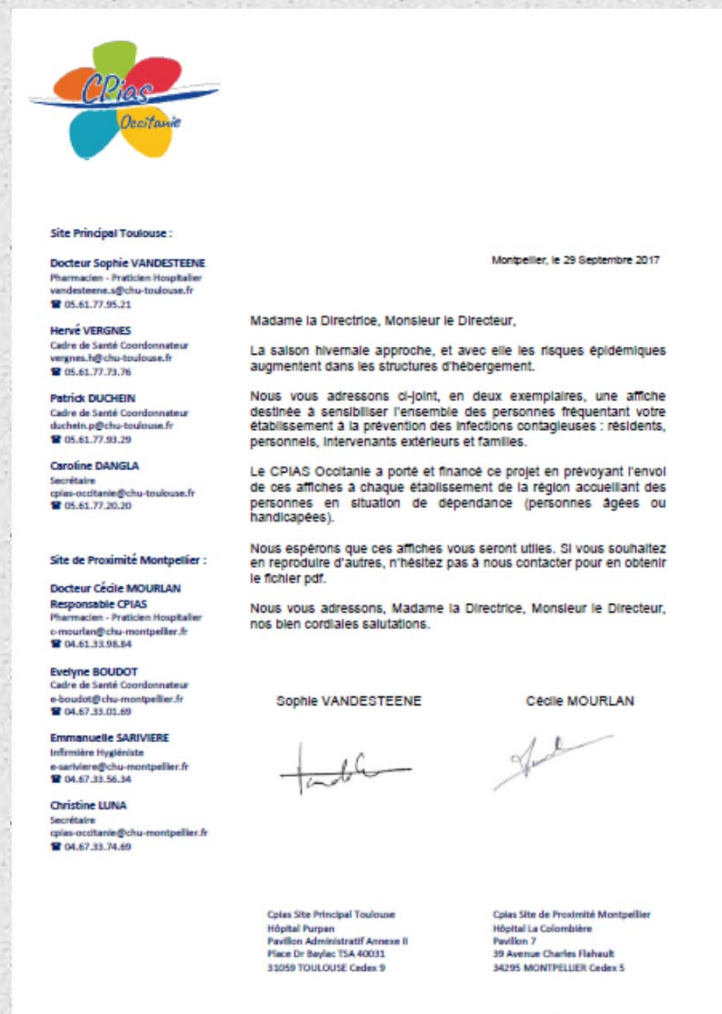 CPias
Occitanie
Site Principal Toulouse :
Docteur Sophie VANDESTEENE
Pharmacien - Praticien Hospitalier
vandesteene.s@chu-toulouse.fr
☎ 05.61.77.95.21
Hervé VERGNES
Cadre de Santé Coordonnateur
vergnes.h@chu-toulouse.fr
☎ 05.61.77.73.76
Patrick DUCHEIN
Cadre de Santé Coordonnateur
duchein.p@chu-toulouse.fr
☎ 05.61.77.93.29
Caroline DANGLA
Secrétaire
cpias-occitanie@chu-toulouse.fr
☎ 05.61.77.20.20
Site de Proximité Montpellier :
Docteur Cécile MOURLAN
Responsable CPIAS
Pharmacien - Praticien Hospitalier
c-mourlan@chu-montpellier.fr
☎ 04.61.33.98.84
Evelyne BOUDOT
Cadre de Santé Coordonnateur
e-boudot@chu-montpellier.fr
☎ 04.67.33.01.69
Emmanuelle SARIVIERE
Infirmière Hygiéniste
e-sariviere@chu-montpellier.fr
☎ 04.67.33.56.34
Christine LUNA
Secrétaire
cpias-occitanie@chu-montpellier.fr
☎ 04.67.33.74.69
Montpellier, le 29 Septembre 2017
Madame la Directrice, Monsieur le Directeur,
La saison hivernale approche, et avec elle les risques épidémiques
augmentent dans les structures d'hébergement.
Nous vous adressons ci-joint, en deux exemplaires, une affiche
destinée à sensibiliser l'ensemble des personnes fréquentant votre
établissement à la prévention des infections contagieuses : résidents,
personnels, intervenants extérieurs et familles.
Le CPIAS Occitanie a porté et financé ce projet en prévoyant l'envoi
de ces affiches à chaque établissement de la région accueillant des
personnes en situation de dépendance (personnes âgées ou
handicapées).
Nous espérons que ces affiches vous seront utiles. Si vous souhaitez
en reproduire d'autres, n'hésitez pas à nous contacter pour en obtenir
le fichier pdf.
Nous vous adressons, Madame la Directrice, Monsieur le Directeur,
nos bien cordiales salutations.
Sophie VANDESTEENE
Cécile MOURLAN
Cpias Site Principal Toulouse
Hôpital Purpan
Pavillon Administratif Annexe II
Place Dr Baylac TSA 40031
31059 TOULOUSE Cedex 9
Cpias Site de Proximité Montpellier
Hôpital La Colombière
Pavillon 7
39 Avenue Charles Flahault
34295 MONTPELLIER Cedex 5